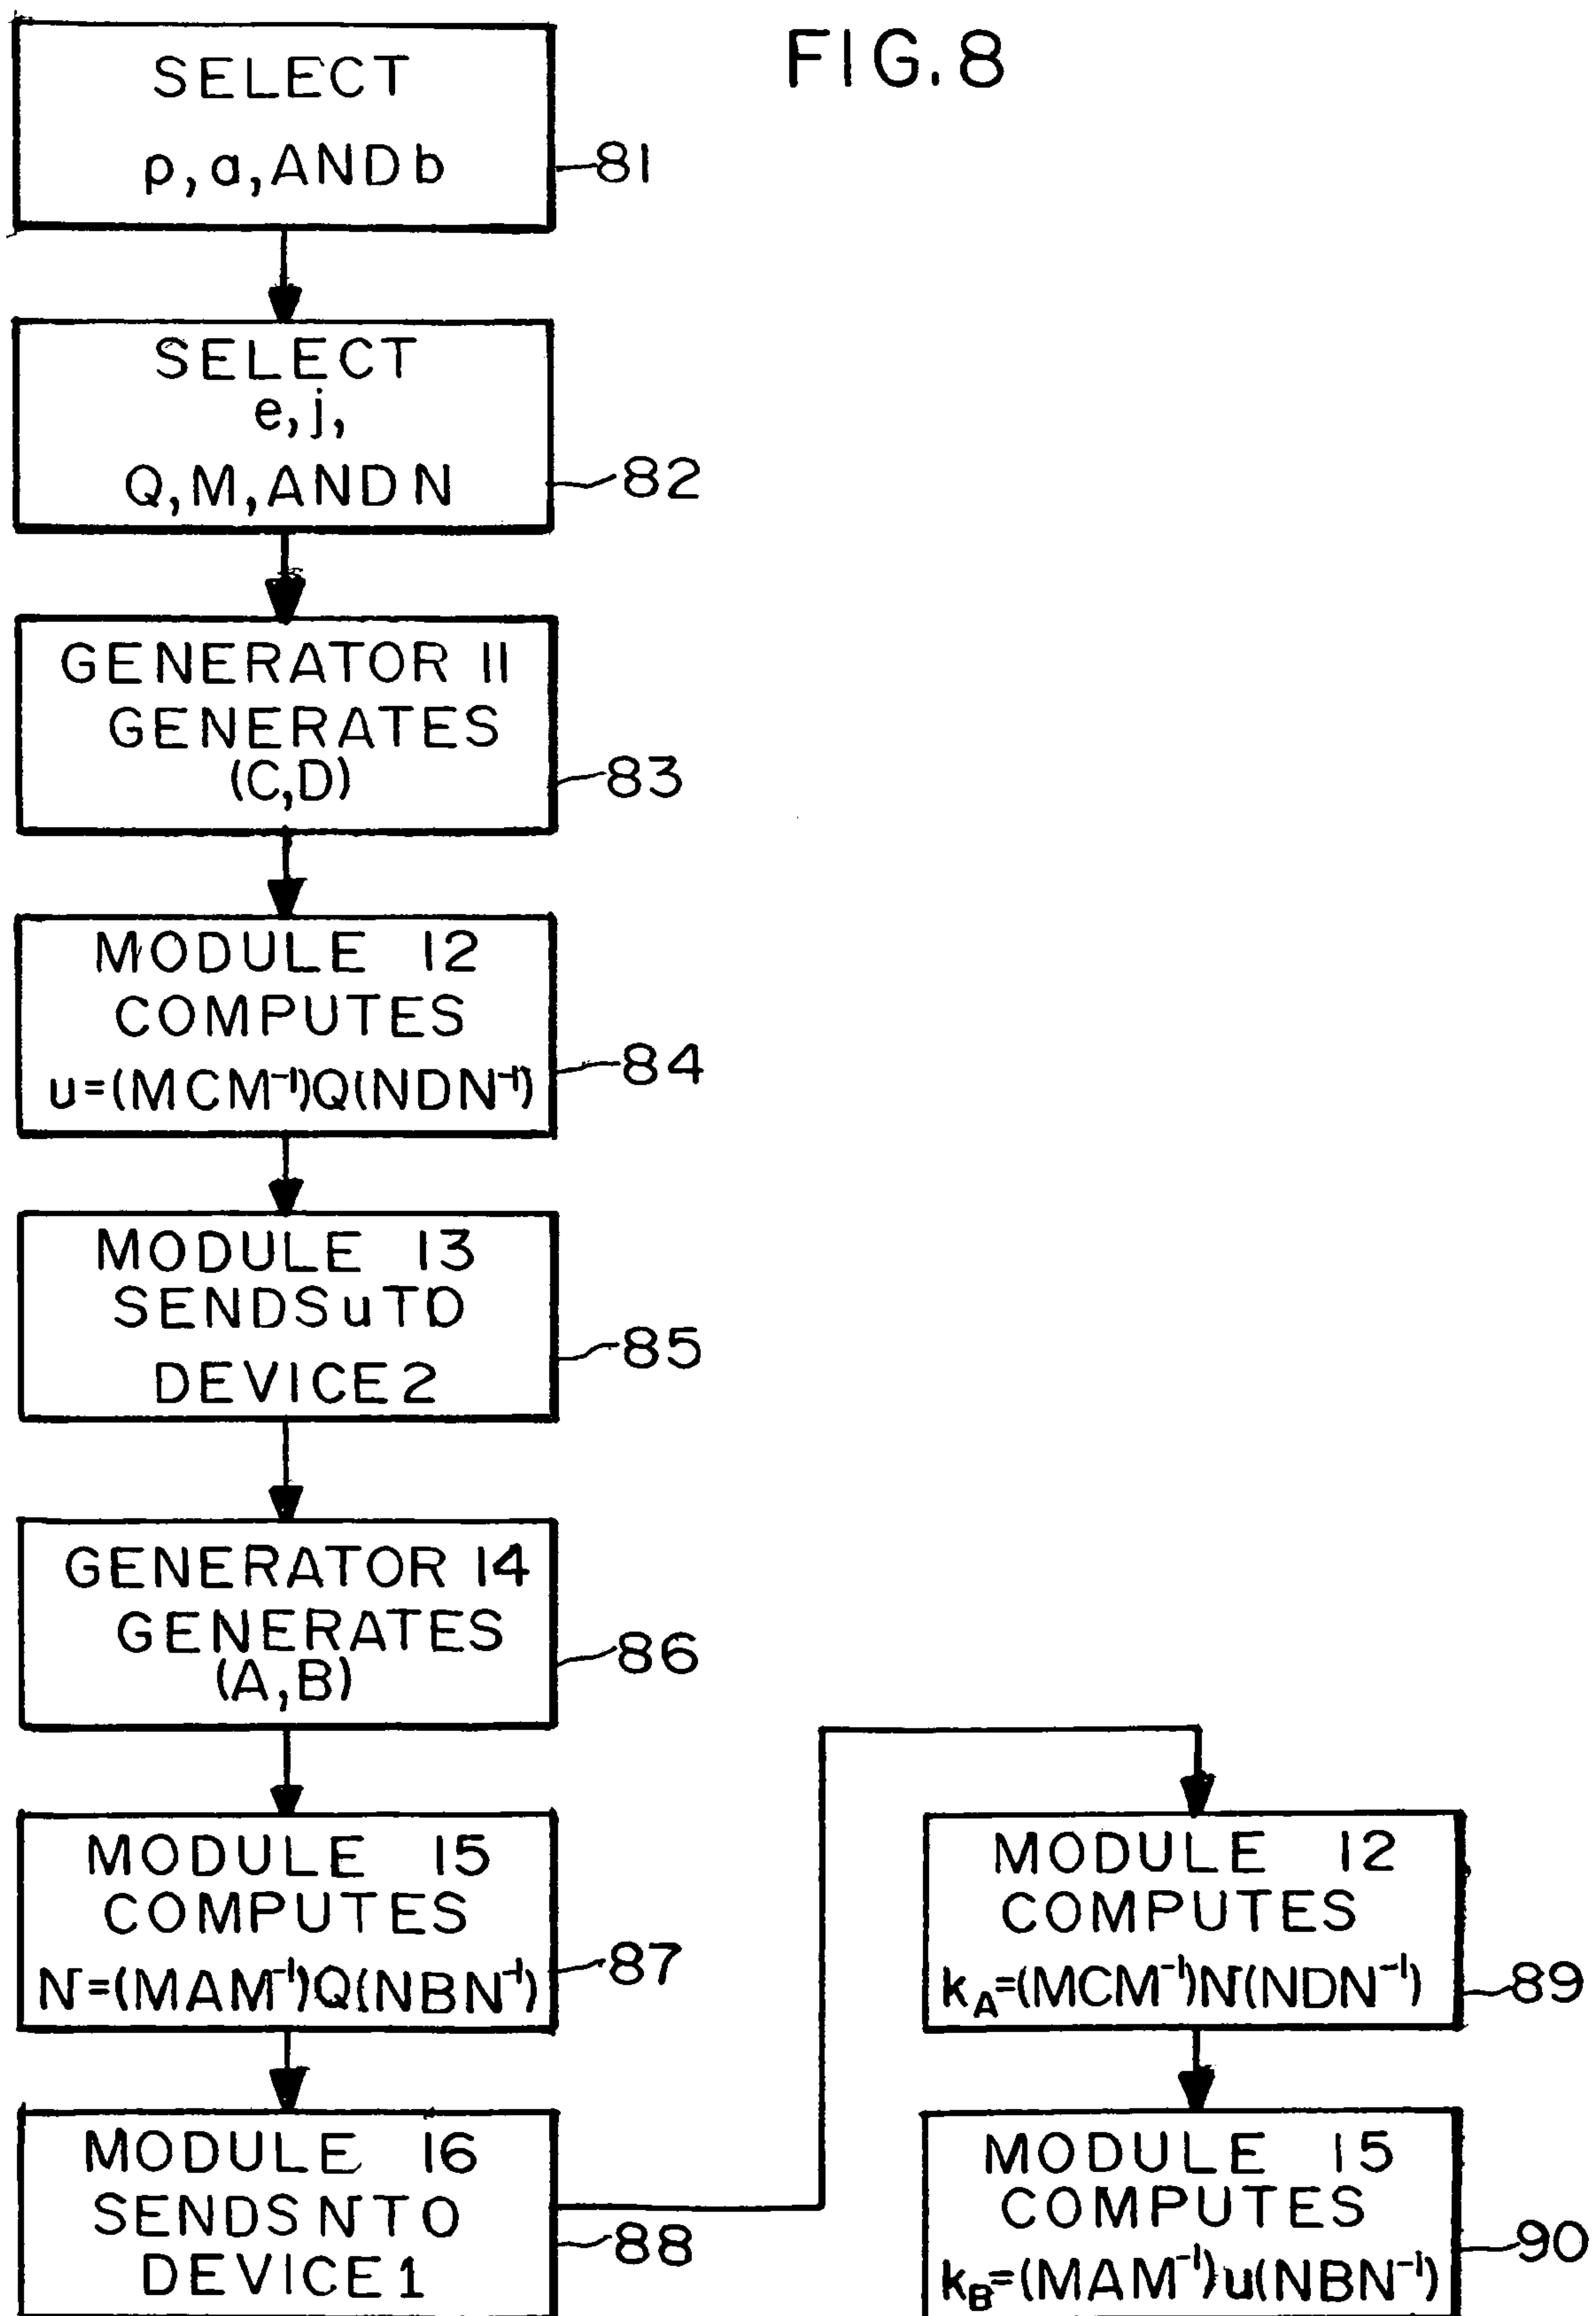 FIG. 8
SELECT
p, a, AND b
81
SELECT
e, j,
Q, M, AND N
82
GENERATOR 11
GENERATES
(C, D)
83
MODULE 12
COMPUTES
u=(MCM⁻¹)Q(NDN⁻¹)
84
MODULE 13
SENDS u TO
DEVICE 2
85
GENERATOR 14
GENERATES
(A, B)
86
MODULE 15
COMPUTES
N=(MAM⁻¹)Q(NBN⁻¹)
87
MODULE 16
SENDS N TO
DEVICE 1
88
MODULE 12
COMPUTES
k_A=(MCM⁻¹)N(NDN⁻¹)
89
MODULE 15
COMPUTES
k_B=(MAM⁻¹)u(NBN⁻¹)
90